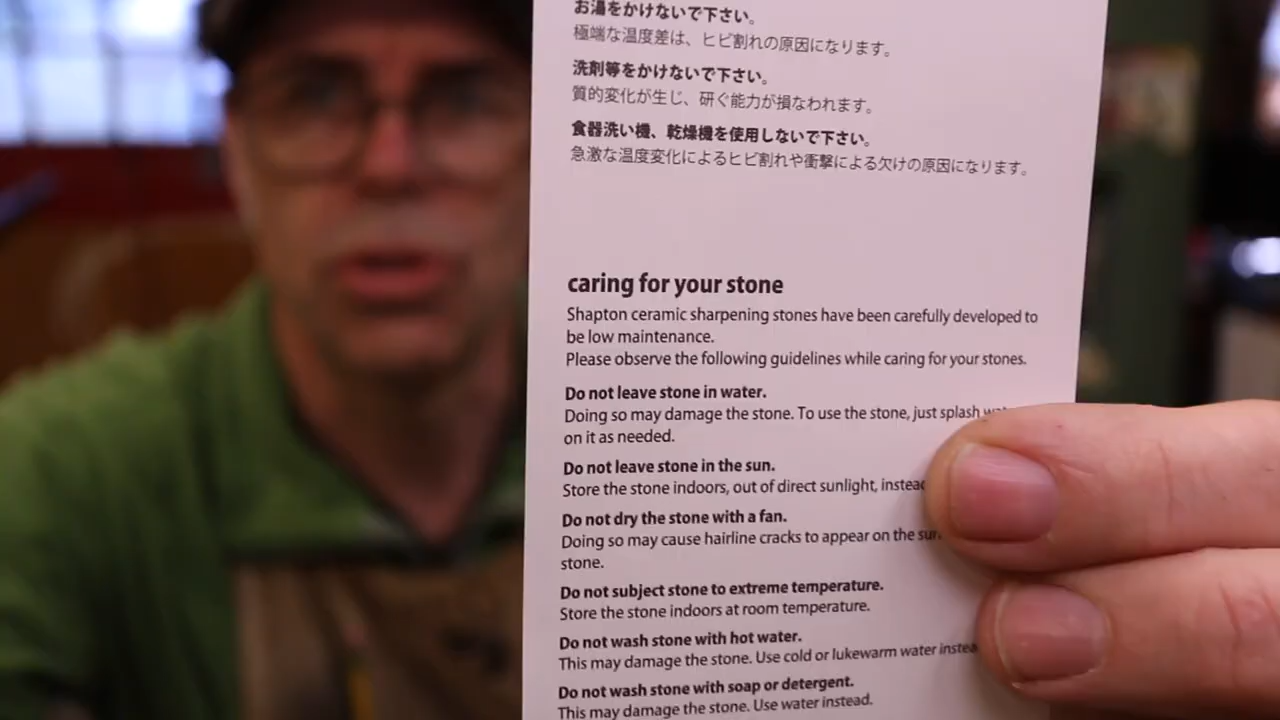 お湯をかけないで下さい。
極端な温度差は、ヒビ割れの原因になります。
洗剤等をかけないで下さい。
質的変化が生じ、研ぐ能力が損なわれます。
食器洗い機、乾燥機を使用しないで下さい。
急激な温度変化によるヒビ割れや衝撃による欠けの原因になります。
caring for your stone
Shapton ceramic sharpening stones have been carefully developed to
be low maintenance.
Please observe the following guidelines while caring for your stones.
Do not leave stone in water.
Doing so may damage the stone. To use the stone, just splash
on it as needed.
Do not leave stone in the sun.
Store the stone indoors, out of direct sunlight,
Do not dry the stone with a fan.
Doing so may cause hairline cracks to appear on the
stone.
Do not subject stone to extreme temperature.
Store the stone indoors at room temperature.
Do not wash stone with hot water.
This may damage the stone. Use cold or lukewarm water
Do not wash stone with soap or detergent.
This may damage the stone. Use water instead.